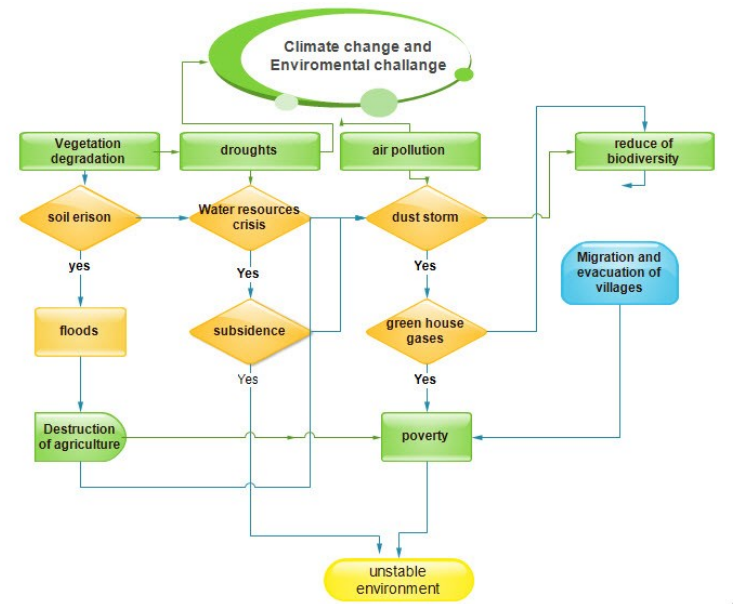 Climate change and
Enviromental challange
Vegetation
degradation
droughts
air pollution
reduce of
biodiversity
soil erison
Water resources
crisis
dust storm
yes
Yes
Yes
Migration and
evacuation of
villages
floods
subsidence
green house
gases
Yes
Yes
Destruction
of agriculture
poverty
unstable
environment